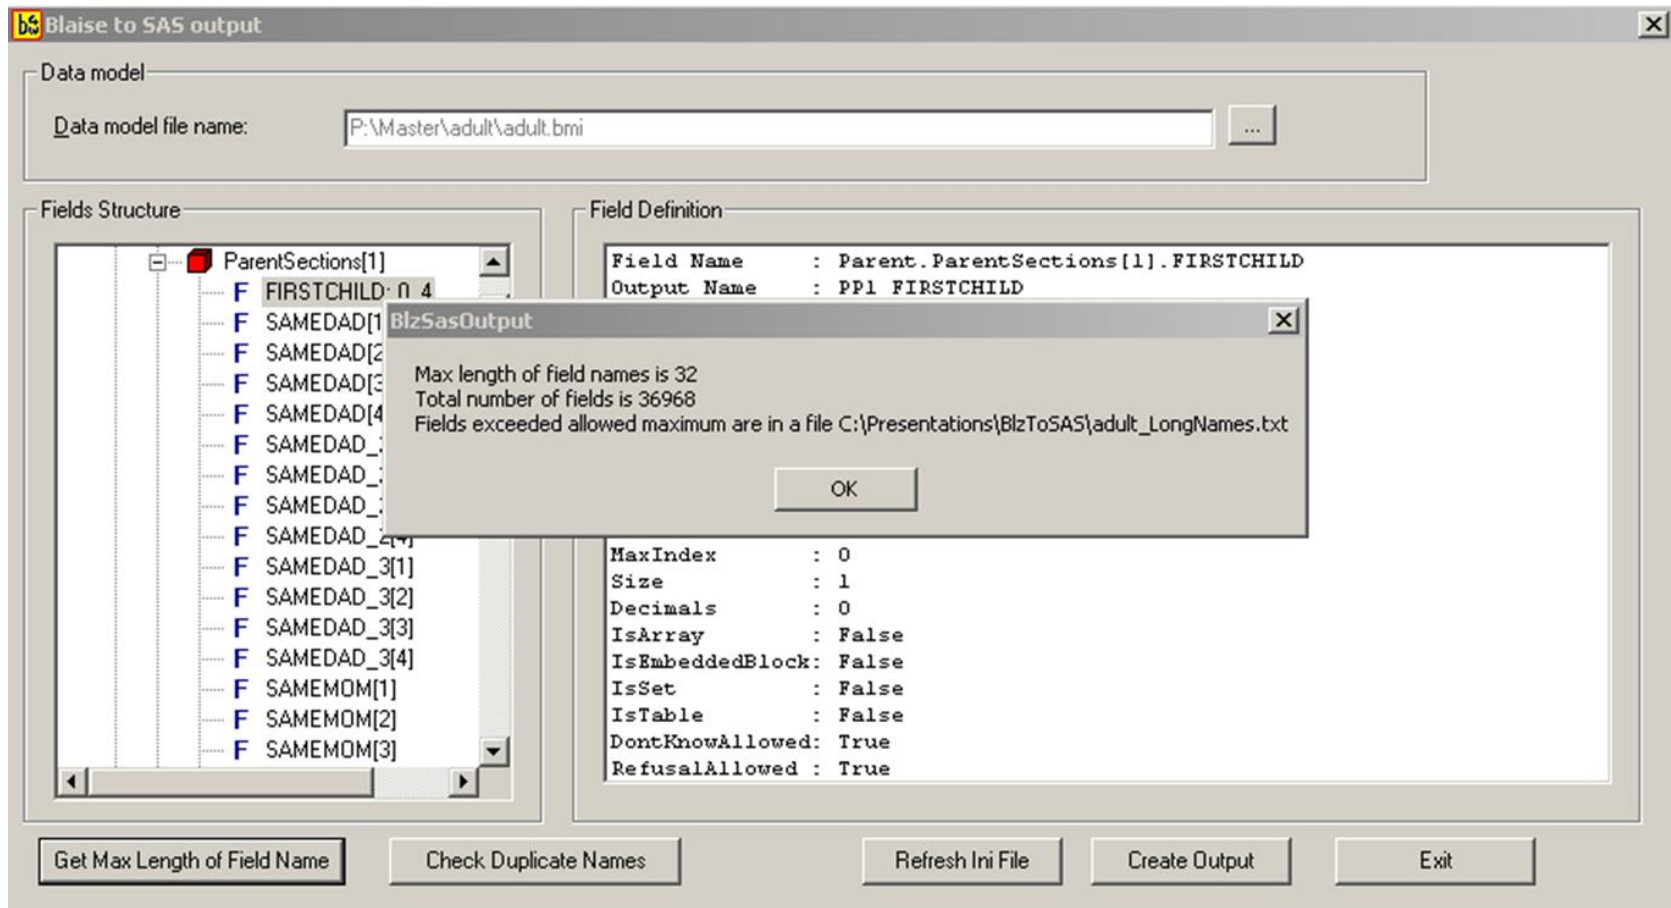 Blaise to SAS output
Data model
Data model file name: P:\Master\adult\adult.bmi ...
Fields Structure
ParentSections[1]
FIRSTCHILD: 0..4
SAMEDAD[1
SAMEDAD[2
SAMEDAD[3
SAMEDAD[4
SAMEDAD_
SAMEDAD_
SAMEDAD_
SAMEDAD_2[4]
SAMEDAD_3[1]
SAMEDAD_3[2]
SAMEDAD_3[3]
SAMEDAD_3[4]
SAMEMOM[1]
SAMEMOM[2]
SAMEMOM[3]
Field Definition
Field Name : Parent.ParentSections[1].FIRSTCHILD
Output Name : PP1_FIRSTCHILD
BlzSasOutput
Max length of field names is 32
Total number of fields is 36968
Fields exceeded allowed maximum are in a file C:\Presentations\BlzToSAS\adult_LongNames.txt
OK
MaxIndex : 0
Size : 1
Decimals : 0
IsArray : False
IsEmbeddedBlock: False
IsSet : False
IsTable : False
DontKnowAllowed: True
RefusalAllowed : True
Get Max Length of Field Name
Check Duplicate Names
Refresh Ini File
Create Output
Exit